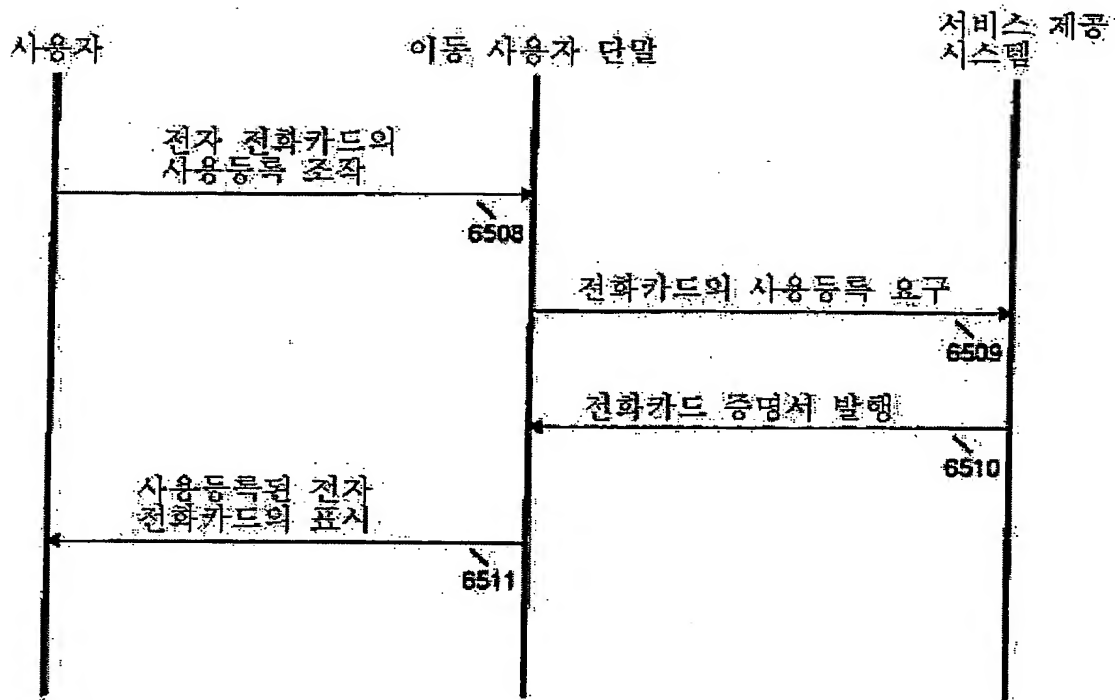 사용자
이동 사용자 단말
서비스 제공
시스템
전자 전화카드의
사용등록 조작
6508
전화카드의 사용등록 요구
6509
전화카드 증명서 발행
6510
사용등록된 전자
전화카드의 표시
6511